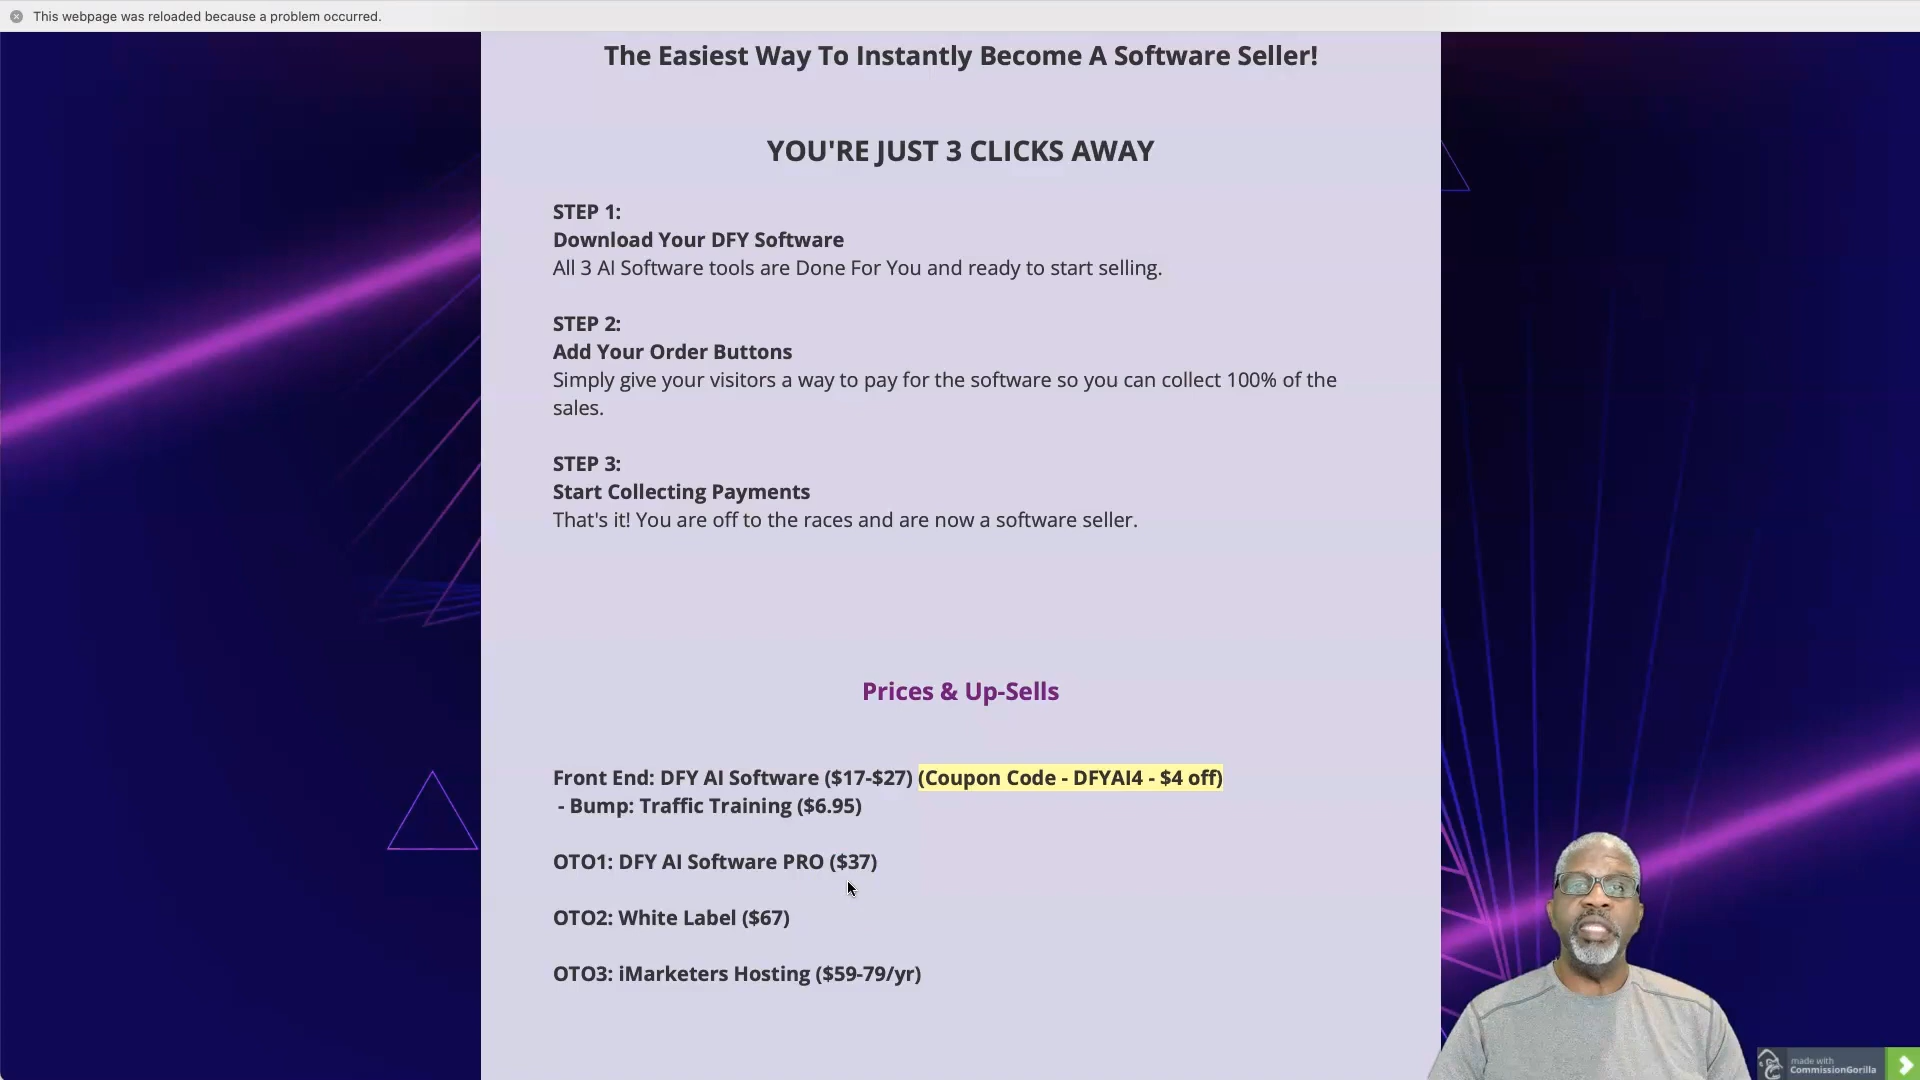 This webpage was reloaded because a problem occurred.
The Easiest Way To Instantly Become A Software Seller!
YOU'RE JUST 3 CLICKS AWAY
STEP 1:
Download Your DFY Software
All 3 AI Software tools are Done For You and ready to start selling.
STEP 2:
Add Your Order Buttons
Simply give your visitors a way to pay for the software so you can collect 100% of the
sales.
STEP 3:
Start Collecting Payments
That's it! You are off to the races and are now a software seller.
Prices & Up-Sells
Front End: DFY AI Software ($17-$27) (Coupon Code - DFYAI4 - $4 off)
- Bump: Traffic Training ($6.95)
OTO1: DFY AI Software PRO ($37)
OTO2: White Label ($67)
OTO3: iMarketers Hosting ($59-79/yr)
made with
CommissionGorilla